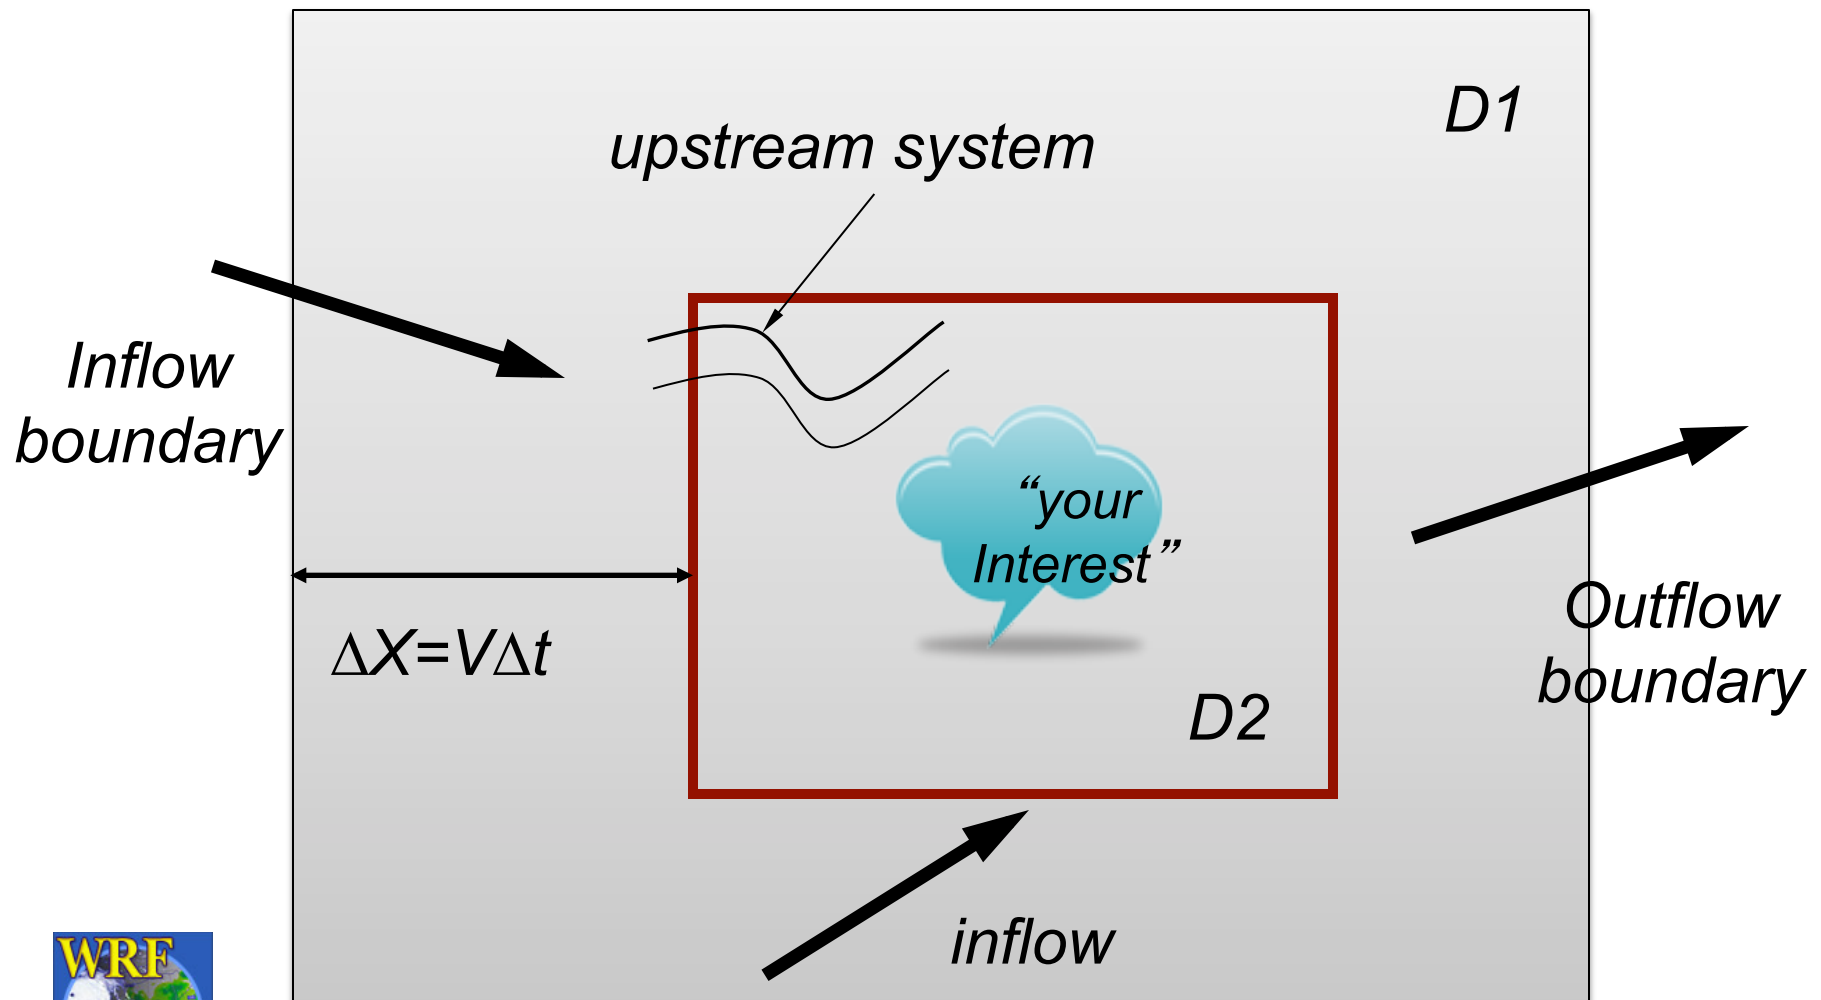 D1
upstream system
Inflow
boundary
“your
Interest”
Outflow
boundary
ΔX=VΔt
D2
inflow
WRF